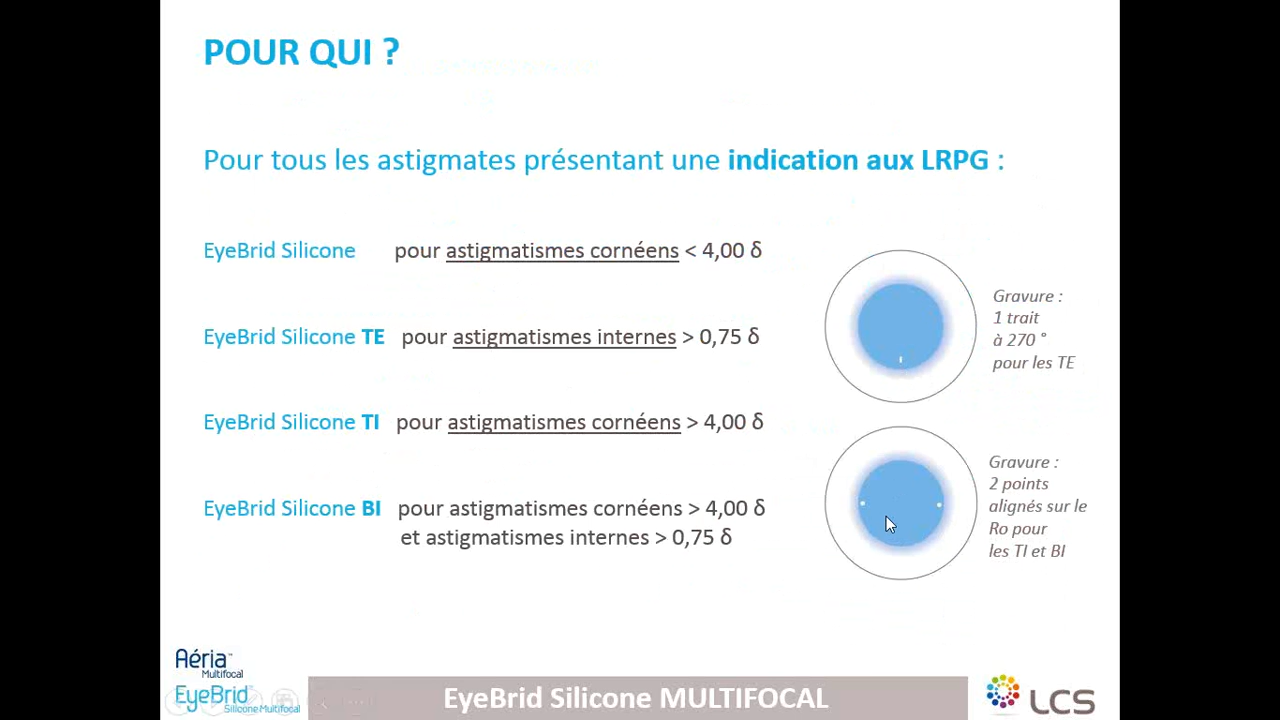 POUR QUI ?
Pour tous les astigmates présentant une indication aux LRPG :
EyeBrid Silicone pour astigmatismes cornéens < 4,00 δ
EyeBrid Silicone TE pour astigmatismes internes > 0,75 δ
EyeBrid Silicone TI pour astigmatismes cornéens > 4,00 δ
EyeBrid Silicone BI pour astigmatismes cornéens > 4,00 δ
et astigmatismes internes > 0,75 δ
Gravure :
1 trait
à 270 °
pour les TE
Gravure :
2 points
alignés sur le
Ro pour
les TI et BI
Aéria™
Multifocal
EyeBrid
Silicone Multifocal
EyeBrid Silicone MULTIFOCAL
LCS